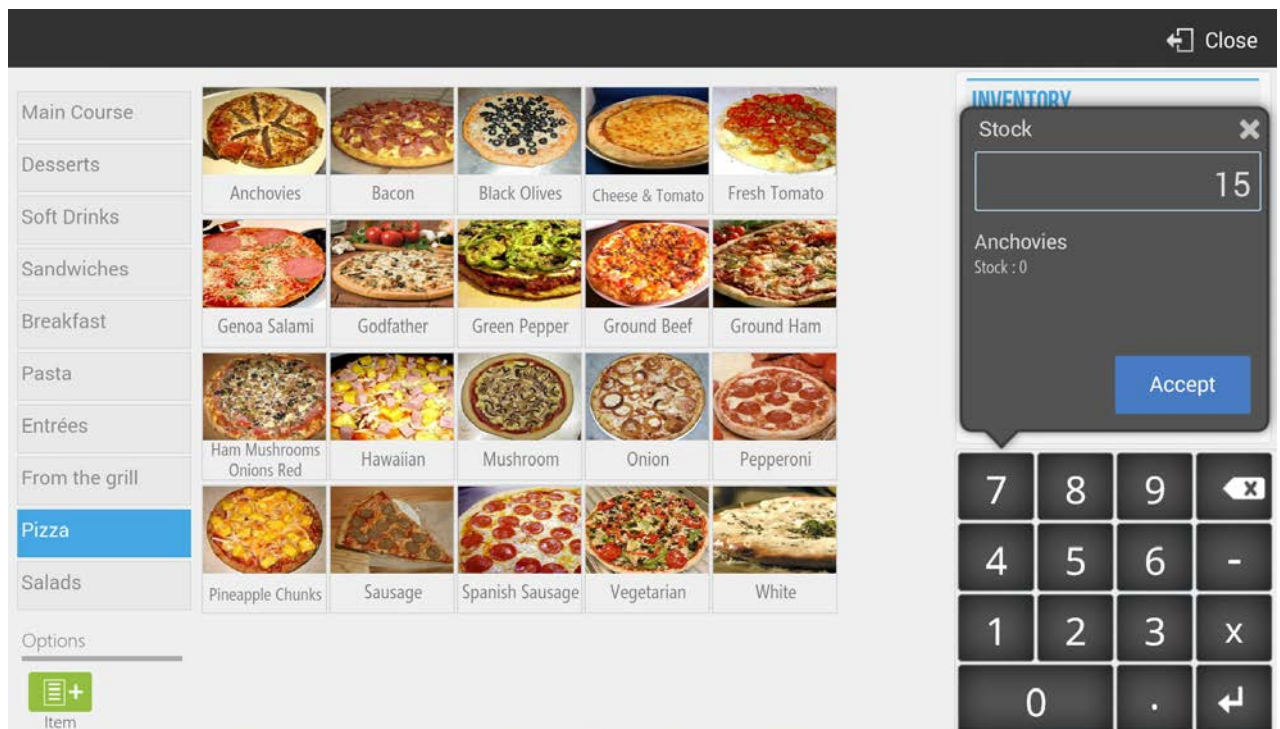 Close
Main Course
Desserts
Soft Drinks
Sandwiches
Breakfast
Pasta
Entrées
From the grill
Pizza
Salads
Options
Item
Anchovies
Bacon
Black Olives
Cheese & Tomato
Fresh Tomato
Genoa Salami
Godfather
Green Pepper
Ground Beef
Ground Ham
Ham Mushrooms
Onions Red
Hawaiian
Mushroom
Onion
Pepperoni
Pineapple Chunks
Sausage
Spanish Sausage
Vegetarian
White
INVENTORY
Stock
15
Anchovies
Stock : 0
Accept
7 8 9 x
4 5 6 -
1 2 3 x
0 .